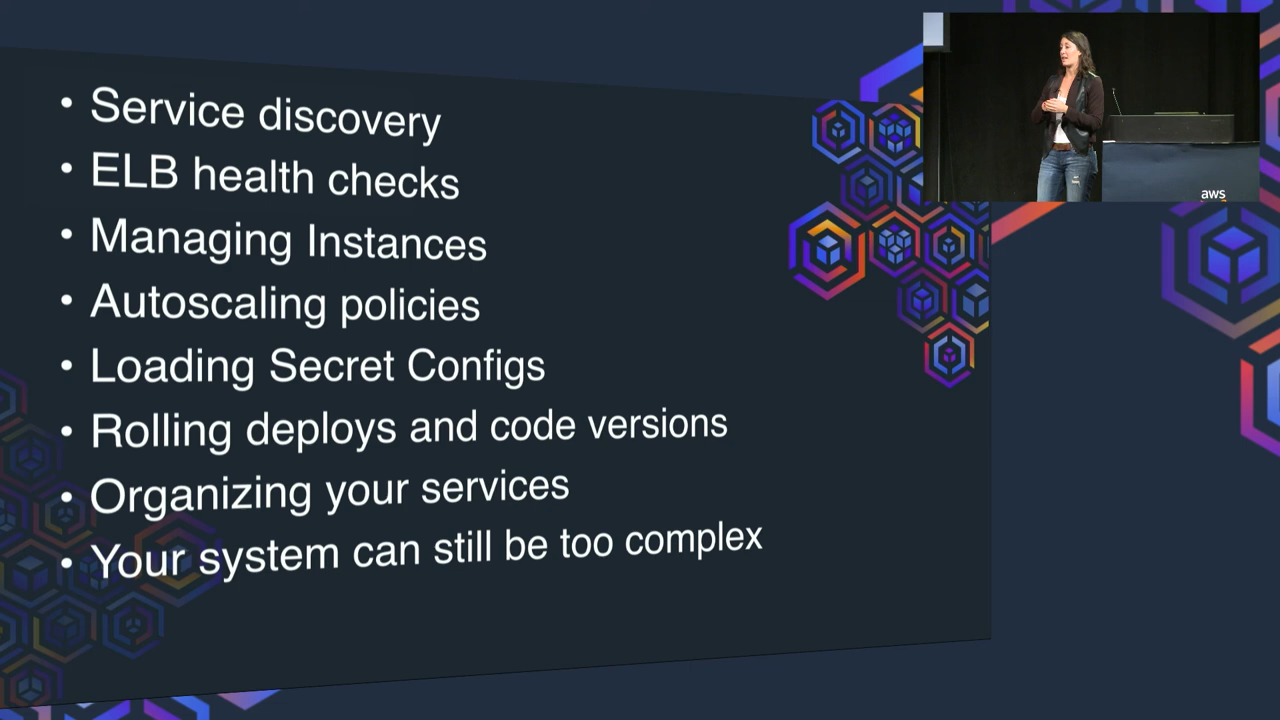 • Service discovery
• ELB health checks
• Managing Instances
• Autoscaling policies
• Loading Secret Configs
• Rolling deploys and code versions
• Organizing your services
• Your system can still be too complex
aws